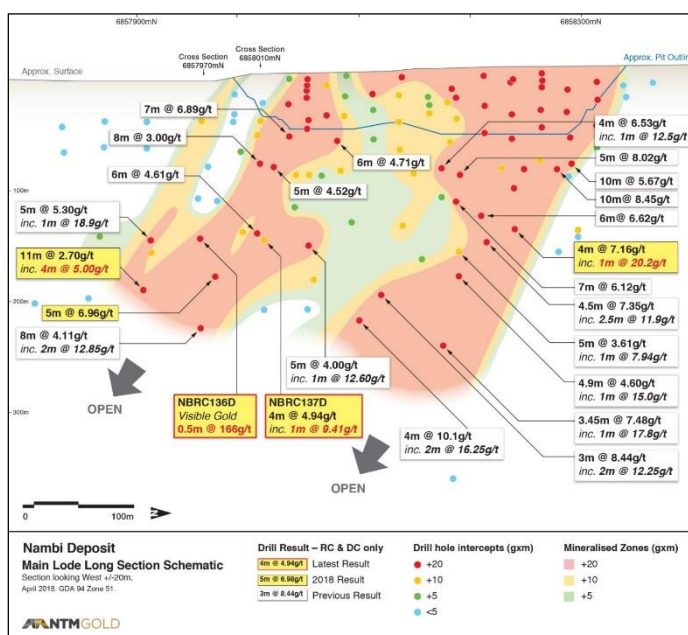 6857900mN
6858300mN
Cross Section
6857970mN
Cross Section
6858010mN
Approx. Surface
Approx. Pit Outline
7m @ 6.89g/t
8m @ 3.00g/t
6m @ 4.61g/t
5m @ 5.30g/t
inc. 1m @ 18.9g/t
11m @ 2.70g/t
inc. 4m @ 5.00g/t
5m @ 6.96g/t
8m @ 4.11g/t
inc. 2m @ 12.85g/t
6m @ 4.71g/t
5m @ 4.52g/t
4m @ 6.53g/t
inc. 1m @ 12.5g/t
5m @ 8.02g/t
10m @ 5.67g/t
10m@ 8.45g/t
6m@ 6.62g/t
4m @ 7.16g/t
inc. 1m @ 20.2g/t
7m @ 6.12g/t
4.5m @ 7.35g/t
inc. 2.5m @ 11.9g/t
5m @ 3.61g/t
inc. 1m @ 7.94g/t
4.9m @ 4.60g/t
inc. 1m @ 15.0g/t
3.45m @ 7.48g/t
inc. 1m @ 17.8g/t
3m @ 8.44g/t
inc. 2m @ 12.25g/t
5m @ 4.00g/t
inc. 1m @ 12.60g/t
4m @ 10.1g/t
inc. 2m @ 16.25g/t
NBRC136D
Visible Gold
0.5m @ 166g/t
NBRC137D
4m @ 4.94g/t
inc. 1m @ 9.41g/t
100m
200m
300m
OPEN
OPEN
0 100m
N
Nambi Deposit
Main Lode Long Section Schematic
Section looking West +/-20m.
April 2018. GDA 94 Zone 51.
NTMGOLD
Drill Result – RC & DC only
4m @ 4.94g/t Latest Result
5m @ 6.98g/t 2018 Result
3m @ 8.44g/t Previous Result
Drill hole intercepts (gxm)
+20
+10
+5
<5
Mineralised Zones (gxm)
+20
+10
+5